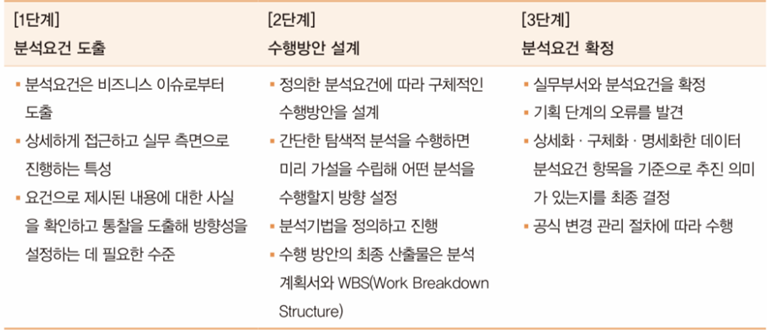 [1단계]
분석요건 도출
▪ 분석요건은 비즈니스 이슈로부터
도출
▪ 상세하게 접근하고 실무 측면으로
진행하는 특성
▪ 요건으로 제시된 내용에 대한 사실
을 확인하고 통찰을 도출해 방향성을
설정하는 데 필요한 수준
[2단계]
수행방안 설계
▪ 정의한 분석요건에 따라 구체적인
수행방안을 설계
▪ 간단한 탐색적 분석을 수행하면
미리 가설을 수립해 어떤 분석을
수행할지 방향 설정
▪ 분석기법을 정의하고 진행
▪ 수행 방안의 최종 산출물은 분석
계획서와 WBS(Work Breakdown
Structure)
[3단계]
분석요건 확정
▪ 실무부서와 분석요건을 확정
▪ 기획 단계의 오류를 발견
▪ 상세화 · 구체화 · 명세화한 데이터
분석요건 항목을 기준으로 추진 의미
가 있는지를 최종 결정
▪ 공식 변경 관리 절차에 따라 수행